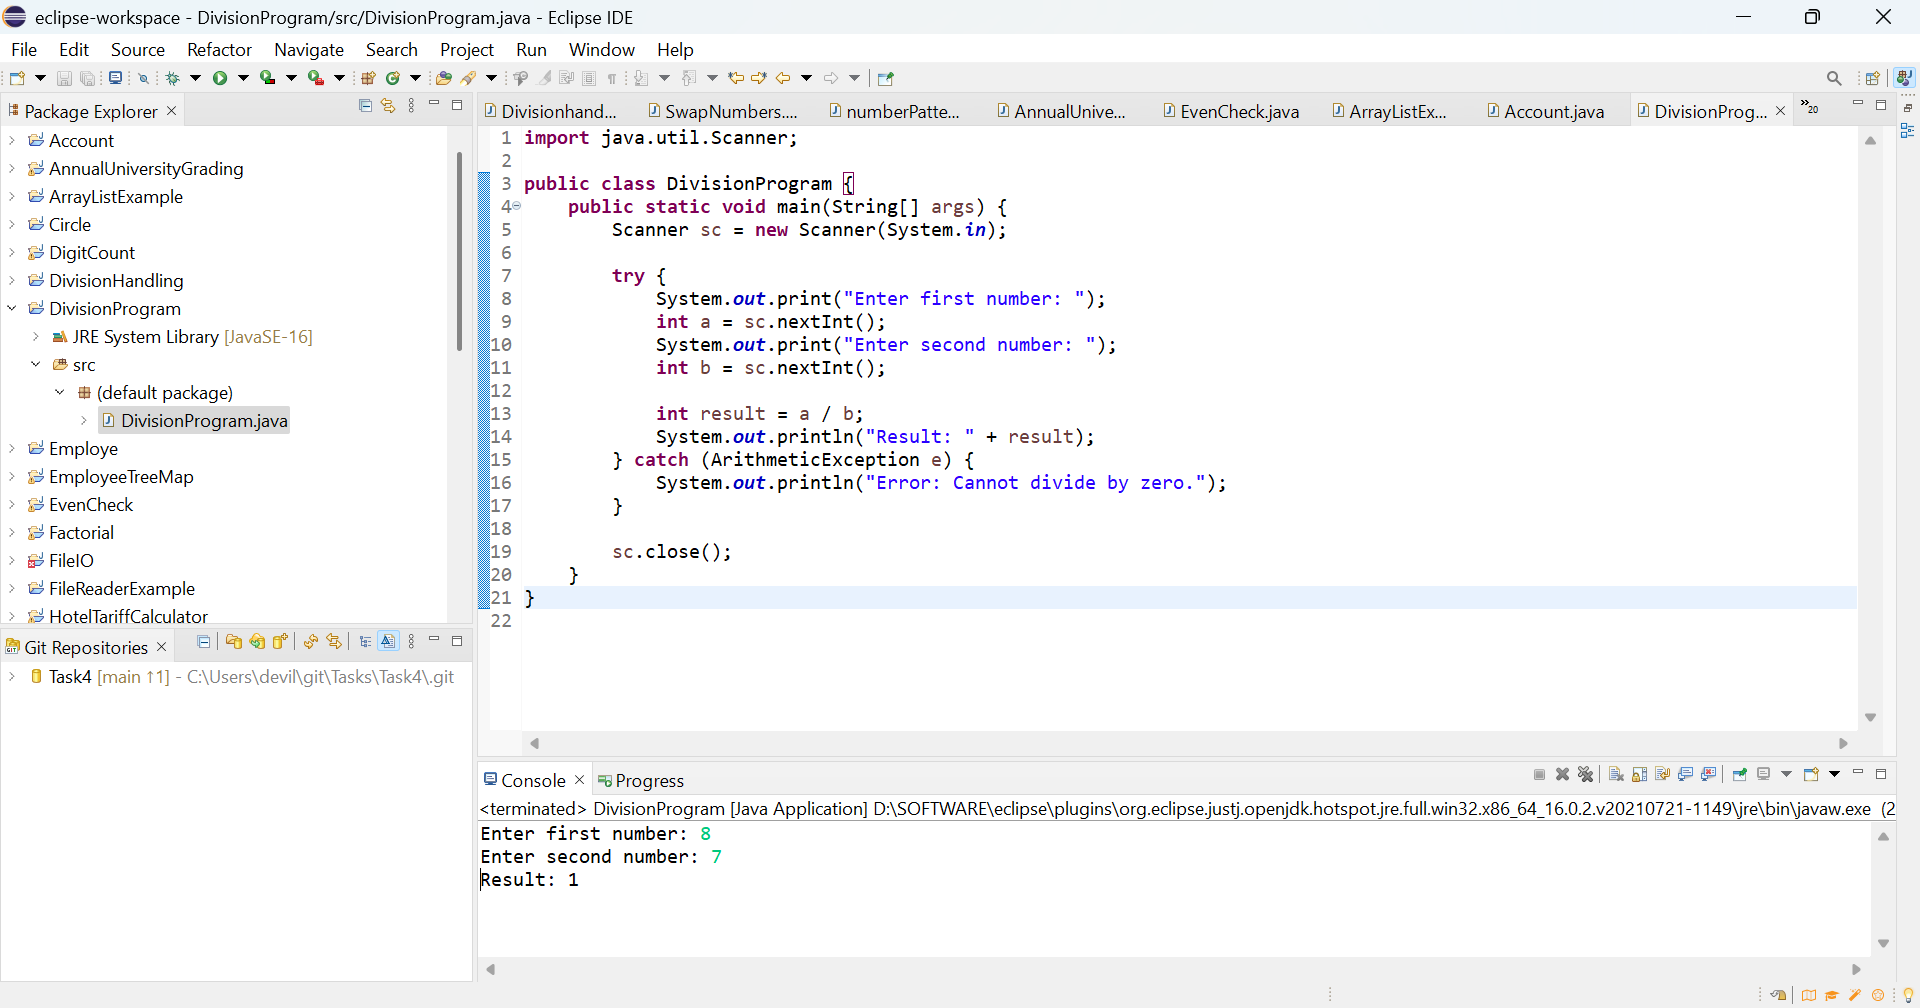 eclipse-workspace - DivisionProgram/src/DivisionProgram.java - Eclipse IDE
File Edit Source Refactor Navigate Search Project Run Window Help
Package Explorer
Account
AnnualUniversityGrading
ArrayListExample
Circle
DigitCount
DivisionHandling
DivisionProgram
JRE System Library [JavaSE-16]
src
(default package)
DivisionProgram.java
Employe
EmployeeTreeMap
EvenCheck
Factorial
FileIO
FileReaderExample
HotelTariffCalculator
Git Repositories
Task4 [main ↑1] - C:\Users\devil\git\Tasks\Task4\.git
Divisionhand... SwapNumbers.... numberPatte... AnnualUnive... EvenCheck.java ArrayListEx... Account.java DivisionProg... »20
1 import java.util.Scanner;
2
3 public class DivisionProgram {
4 public static void main(String[] args) {
5 Scanner sc = new Scanner(System.in);
6
7 try {
8 System.out.print("Enter first number: ");
9 int a = sc.nextInt();
10 System.out.print("Enter second number: ");
11 int b = sc.nextInt();
12
13 int result = a / b;
14 System.out.println("Result: " + result);
15 } catch (ArithmeticException e) {
16 System.out.println("Error: Cannot divide by zero.");
17 }
18
19 sc.close();
20 }
21 }
22
Console Progress
<terminated> DivisionProgram [Java Application] D:\SOFTWARE\eclipse\plugins\org.eclipse.justj.openjdk.hotspot.jre.full.win32.x86_64_16.0.2.v20210721-1149\jre\bin\javaw.exe (2
Enter first number: 8
Enter second number: 7
Result: 1